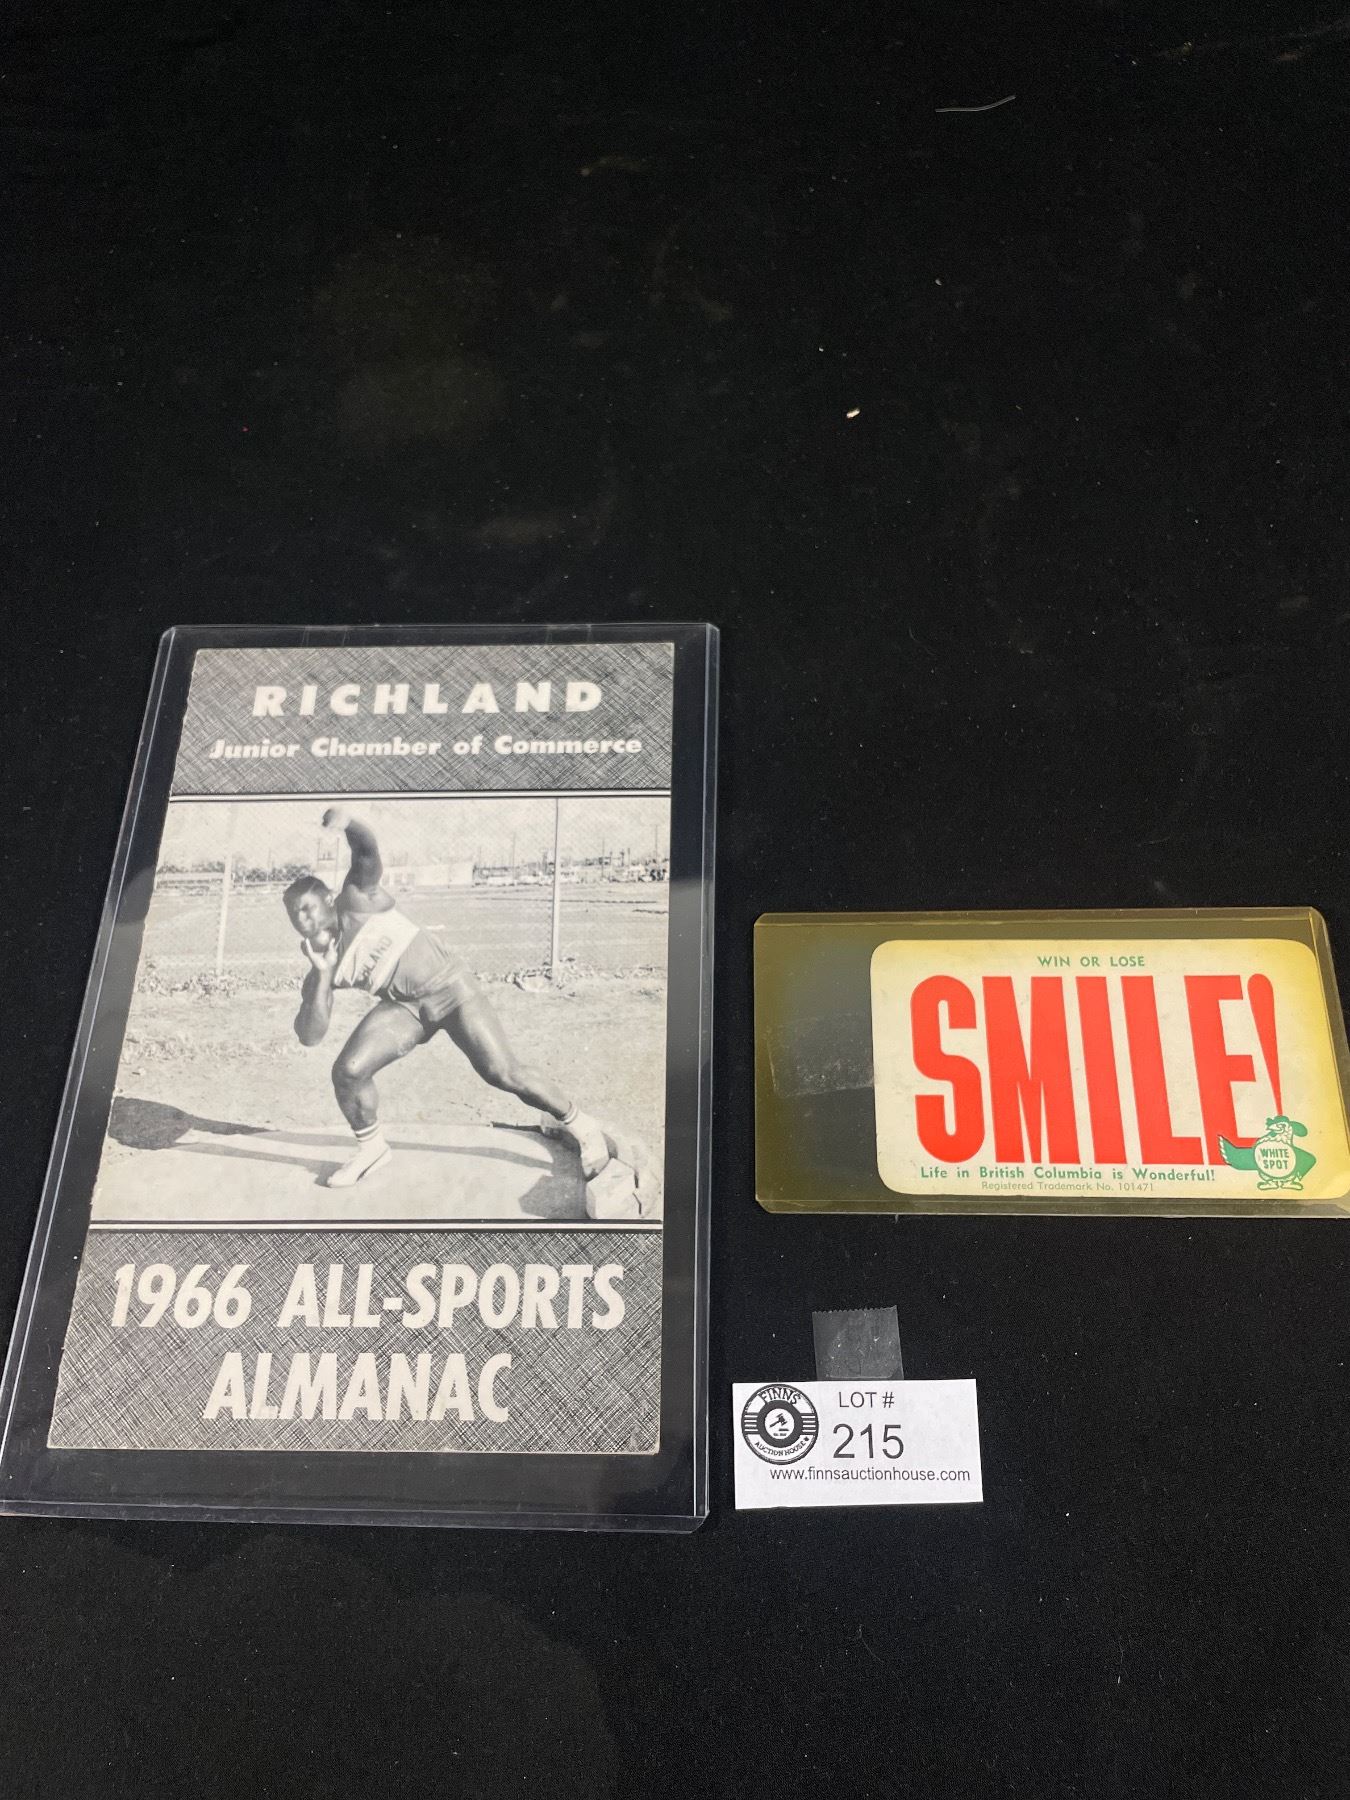 RICHLAND
Junior Chamber of Commerce
LAND
1966 ALL-SPORTS
ALMANAC
WIN OR LOSE
SMILE!
WHITE
SPOT
Life in British Columbia is Wonderful!
Registered Trademark No. 101471
FINNS
AUCTION HOUSE
LOT #
215
www.finnsauctionhouse.com